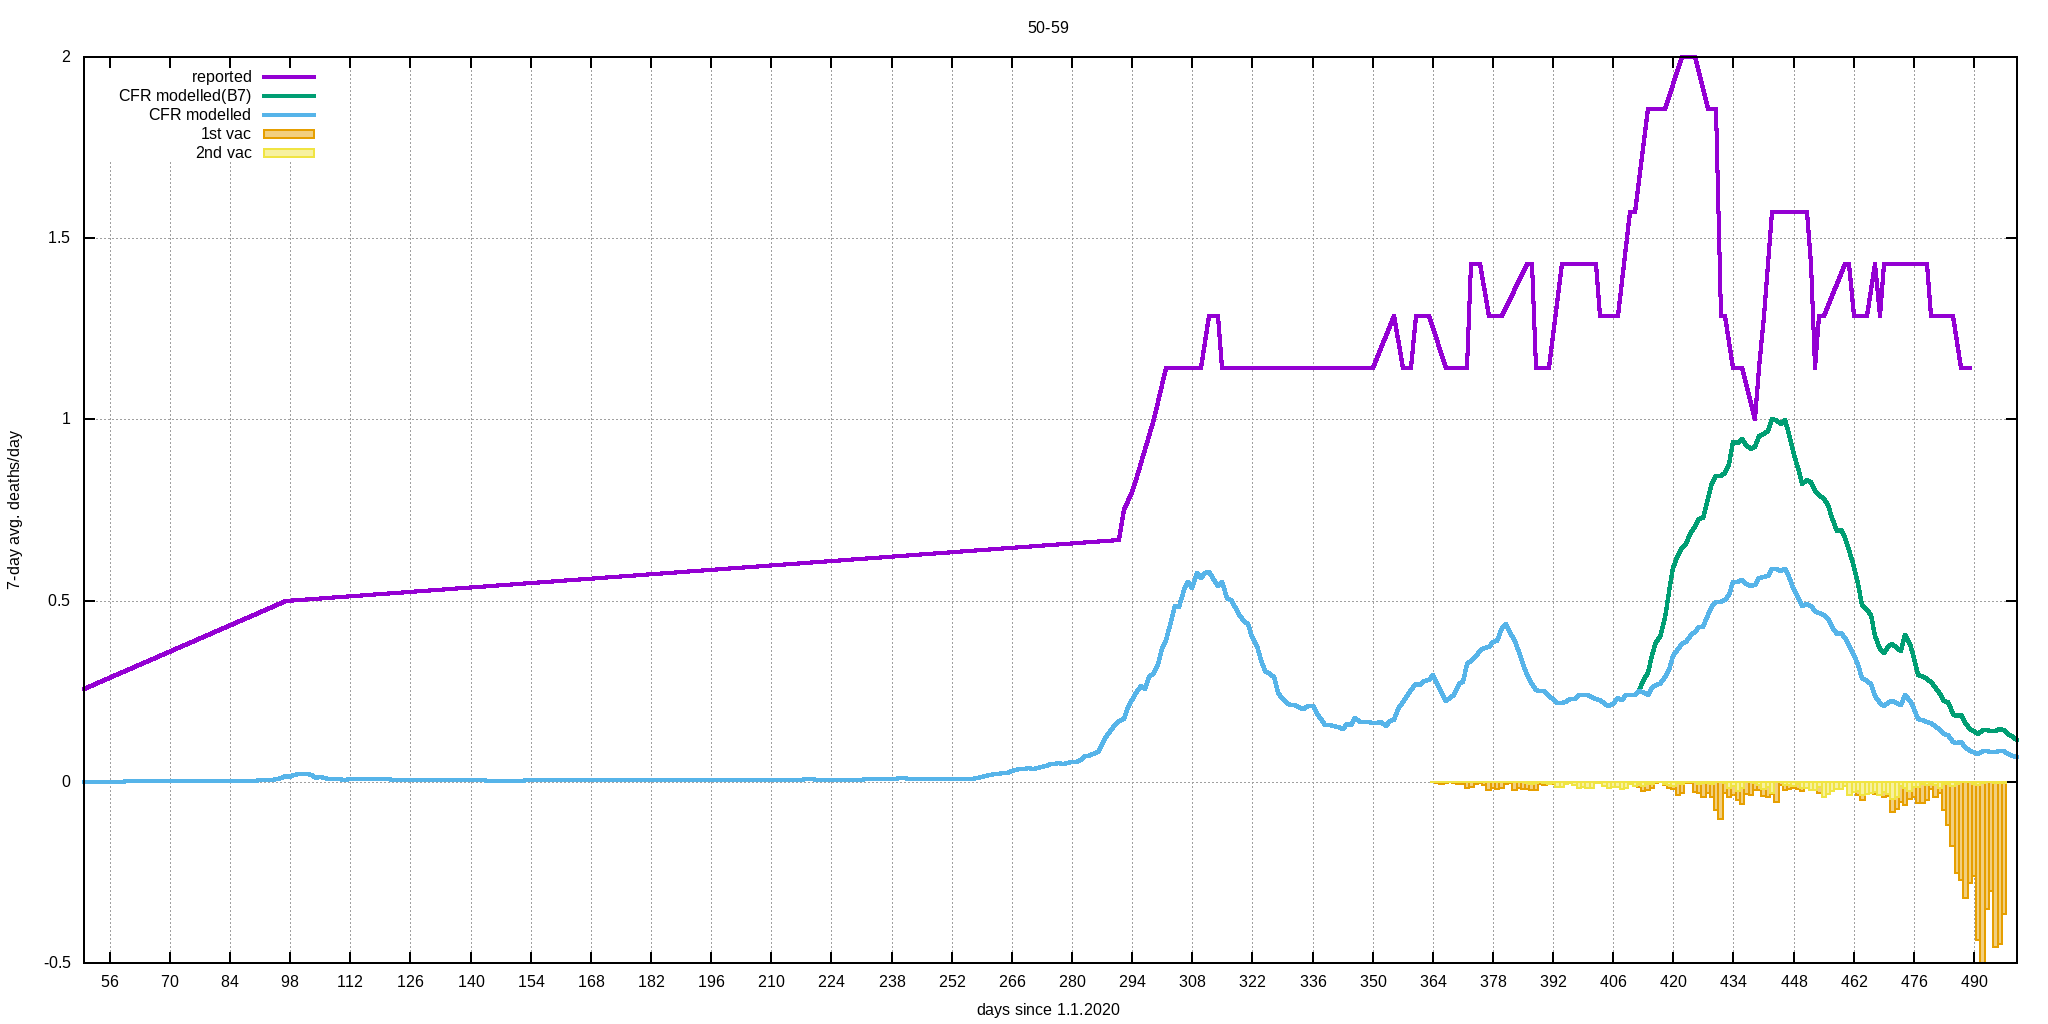 50-59
reported
CFR modelled(B7)
CFR modelled
1st vac
2nd vac
2
1.5
1
0.5
0
-0.5
7-day avg. deaths/day
56 70 84 98 112 126 140 154 168 182 196 210 224 238 252 266 280 294 308 322 336 350 364 378 392 406 420 434 448 462 476 490
days since 1.1.2020